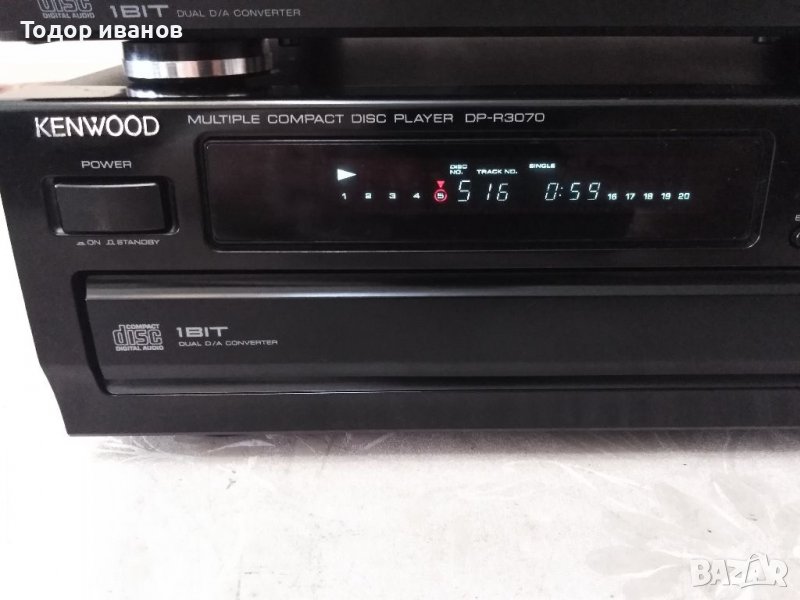 COMPACT disc DIGITAL AUDIO
1BIT DUAL D/A CONVERTER
Тодор иванов
KENWOOD
MULTIPLE COMPACT DISC PLAYER DP-R3070
POWER
ON STANDBY
DISC NO. TRACK NO. SINGLE
1 2 3 4 5 5 16 0:59 16 17 18 19 20
COMPACT disc DIGITAL AUDIO
1BIT
DUAL D/A CONVERTER
BAZAR